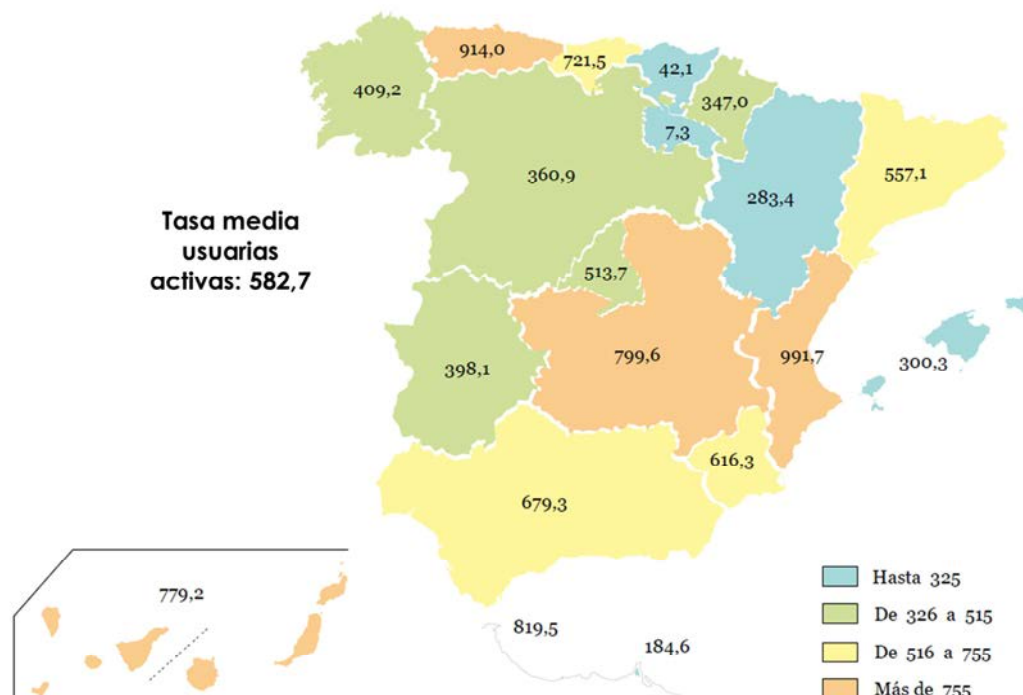 914,0
721,5
42,1
409,2
347,0
7,3
360,9
557,1
283,4
Tasa media
usuarias
activas: 582,7
513,7
799,6
991,7
300,3
398,1
616,3
679,3
779,2
819,5
184,6
Hasta 325
De 326 a 515
De 516 a 755
Más de 755